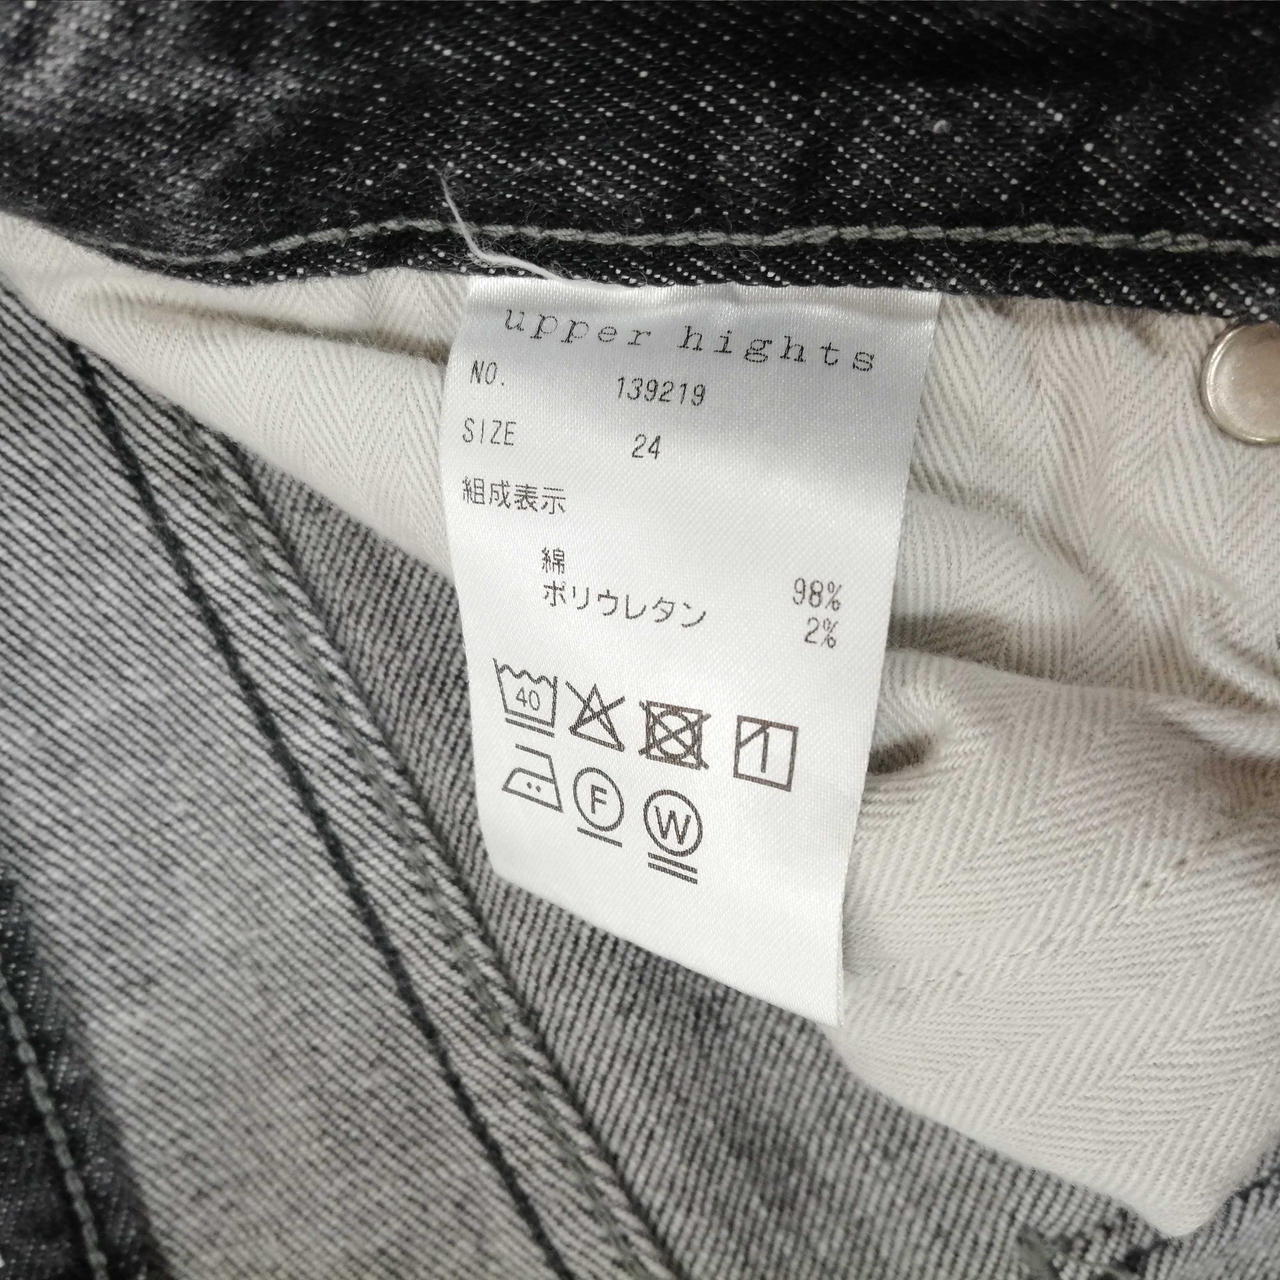 upper hights
NO. 139219
SIZE 24
組成表示
綿 98%
ポリウレタン 2%
40
F
W